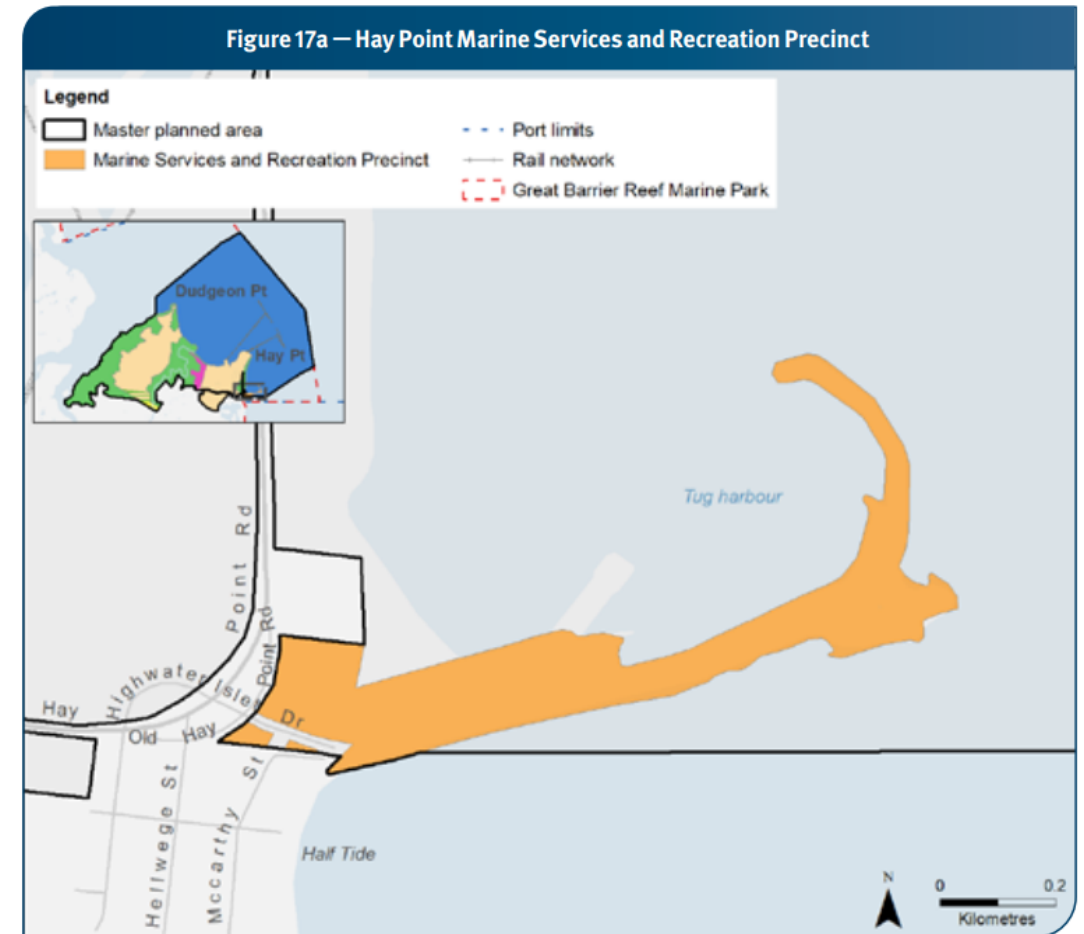 Figure 17a — Hay Point Marine Services and Recreation Precinct
Legend
Master planned area
Marine Services and Recreation Precinct
Port limits
Rail network
Great Barrier Reef Marine Park
Dudgeon Pt
Hay Pt
Tug harbour
Point Rd
Point Rd
Highwater Islet Dr
Hay
Old Hay
Hellwege St
Mccarthy St
Half Tide
N
0 0.2
Kilometres